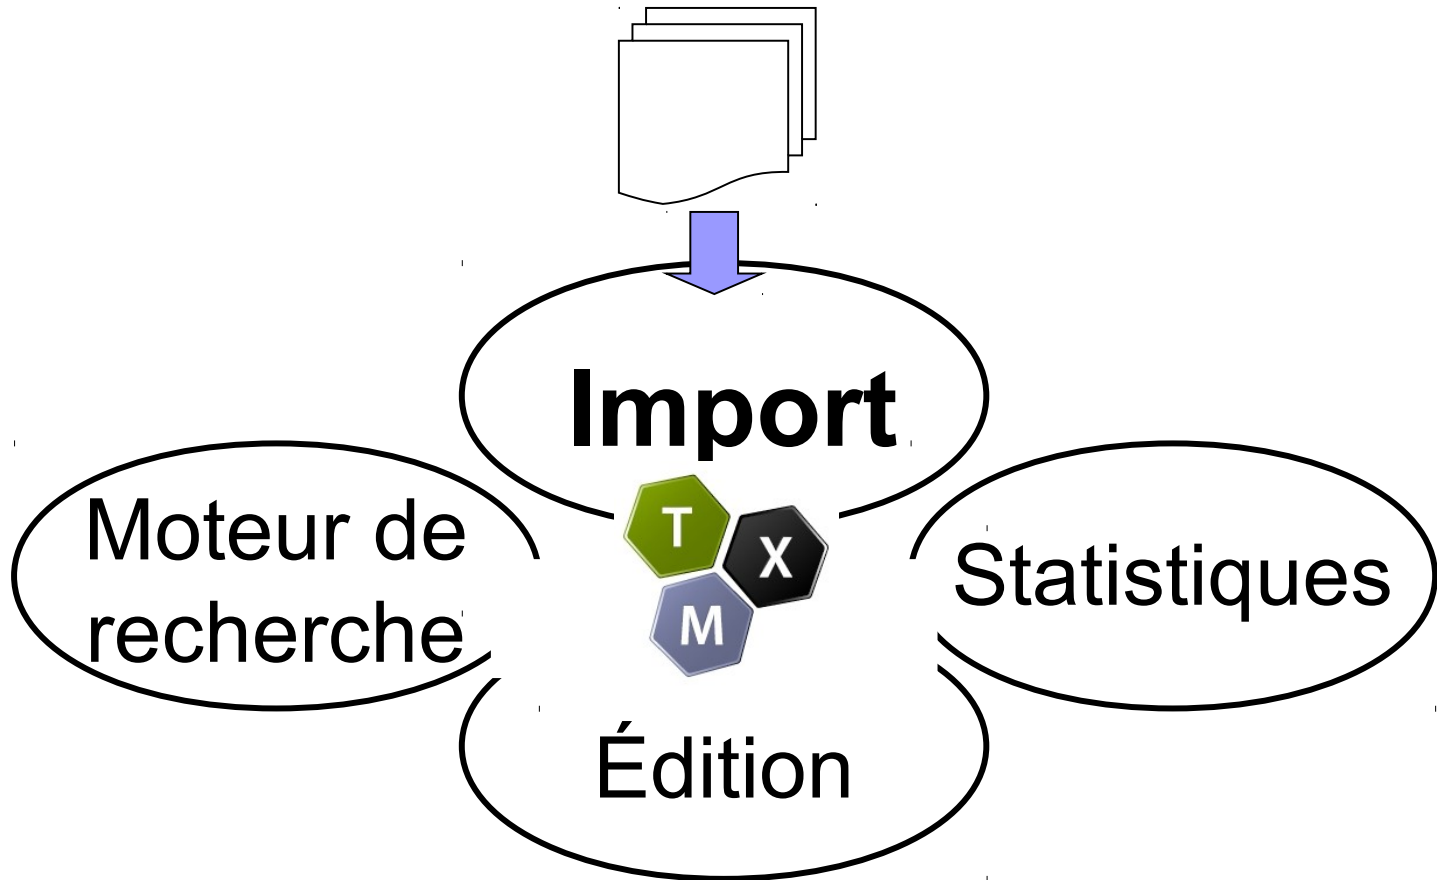 Import
Moteur de
recherche
T
X
M
Statistiques
Édition